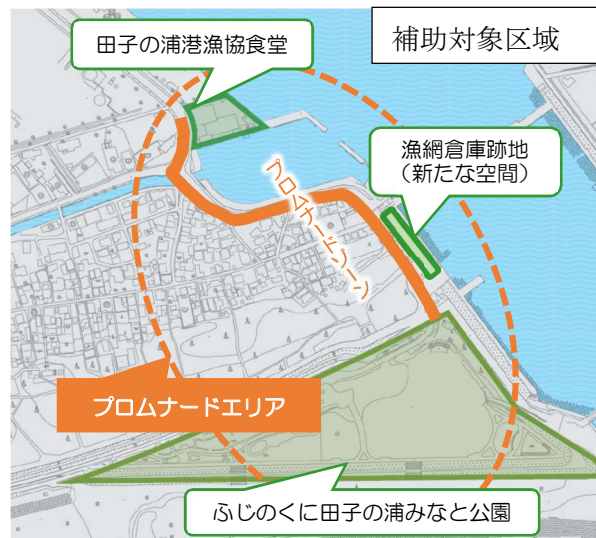 補助対象区域
田子の浦港漁協食堂
漁網倉庫跡地
（新たな空間）
プロムナードゾーン
プロムナードエリア
ふじのくに田子の浦みなと公園